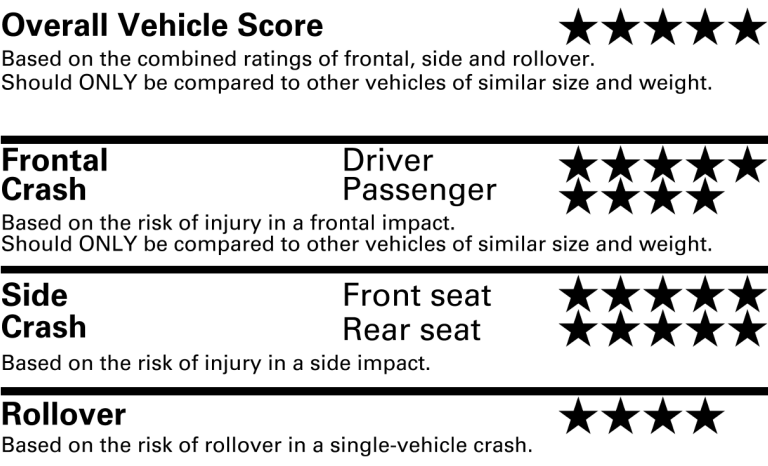 Overall Vehicle Score ★★★★★
Based on the combined ratings of frontal, side and rollover.
Should ONLY be compared to other vehicles of similar size and weight.
Frontal Driver ★★★★★
Crash Passenger ★★★★
Based on the risk of injury in a frontal impact.
Should ONLY be compared to other vehicles of similar size and weight.
Side Front seat ★★★★★
Crash Rear seat ★★★★★
Based on the risk of injury in a side impact.
Rollover ★★★★
Based on the risk of rollover in a single-vehicle crash.